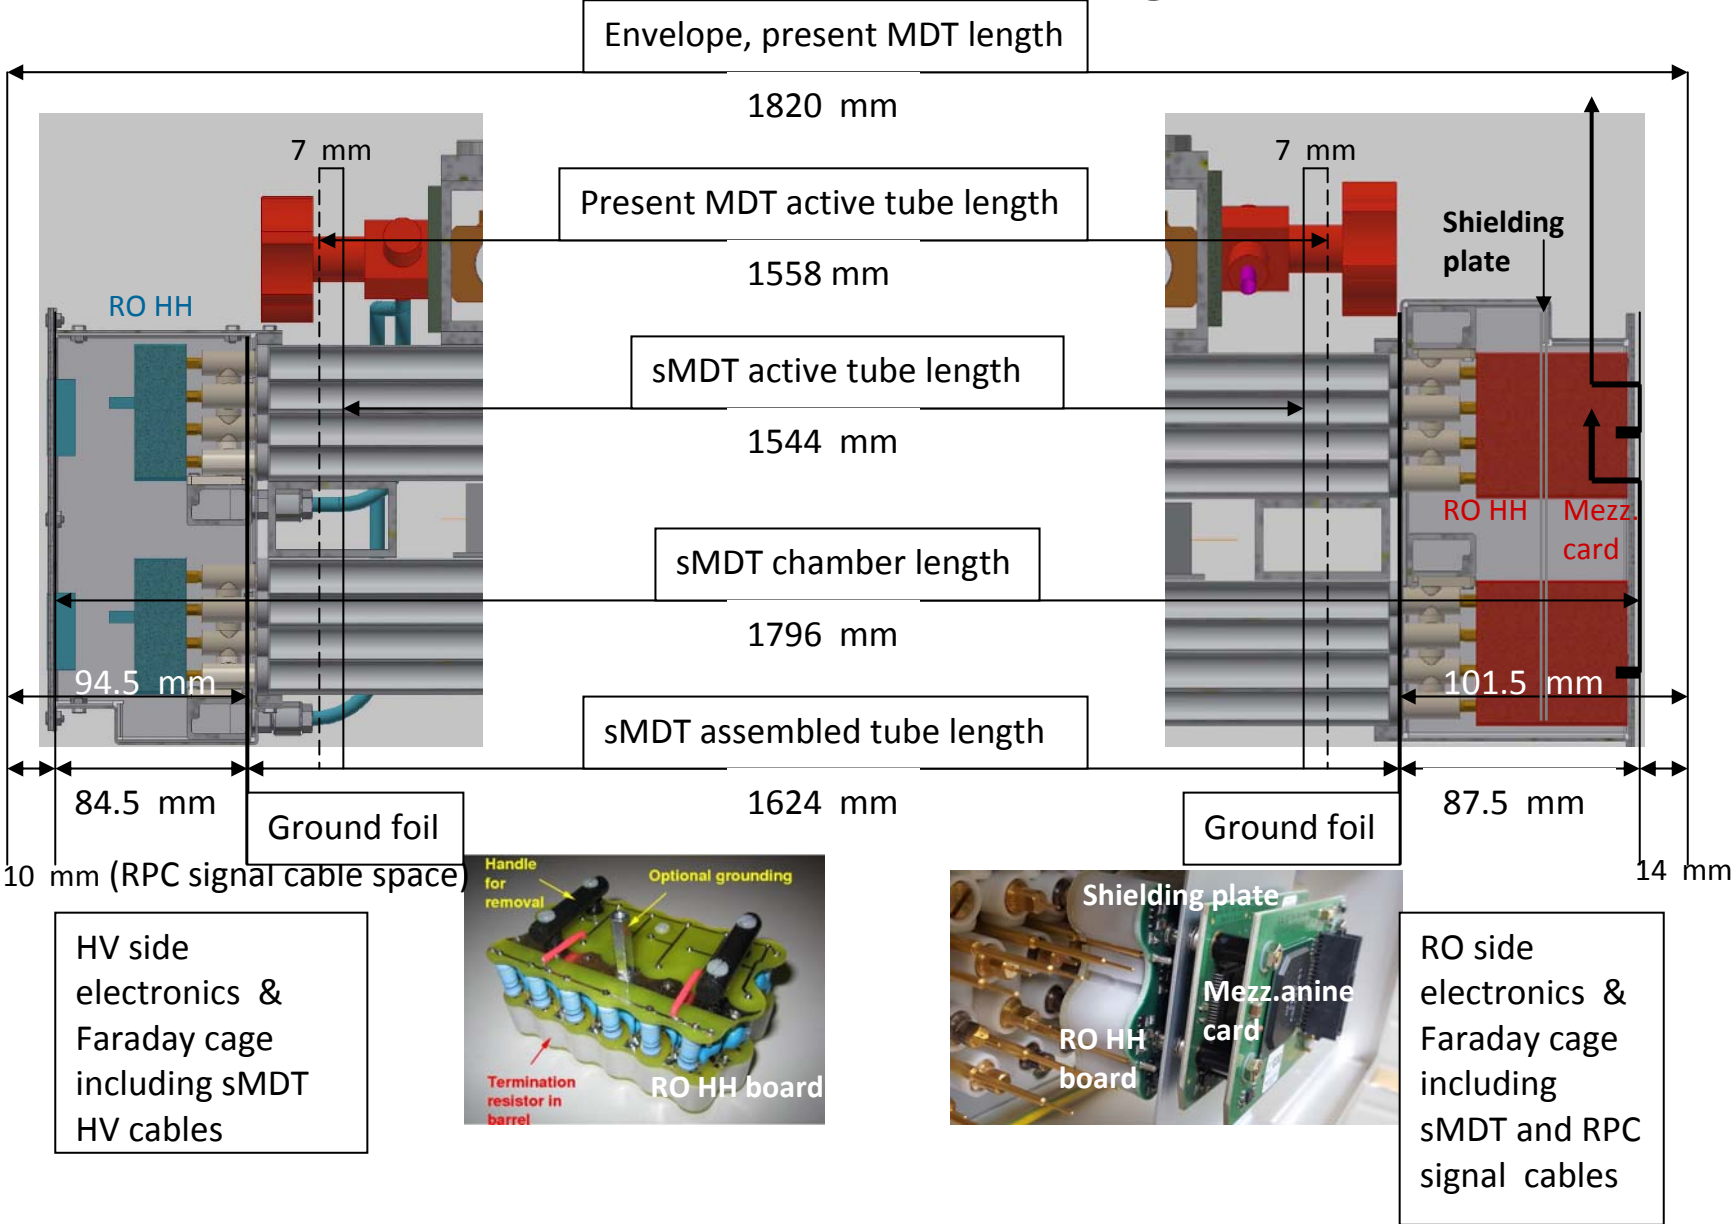 Envelope, present MDT length
1820 mm
7 mm
7 mm
Present MDT active tube length
1558 mm
Shielding
plate
RO HH
sMDT active tube length
1544 mm
RO HH
Mezz.
card
sMDT chamber length
1796 mm
94.5 mm
101.5 mm
sMDT assembled tube length
84.5 mm
1624 mm
87.5 mm
Ground foil
Ground foil
10 mm (RPC signal cable space)
14 mm
HV side
electronics &
Faraday cage
including sMDT
HV cables
Handle
for
removal
Optional grounding
Termination
resistor in
barrel
RO HH board
Shielding plate
Mezz.anine
card
RO HH
board
RO side
electronics &
Faraday cage
including
sMDT and RPC
signal cables